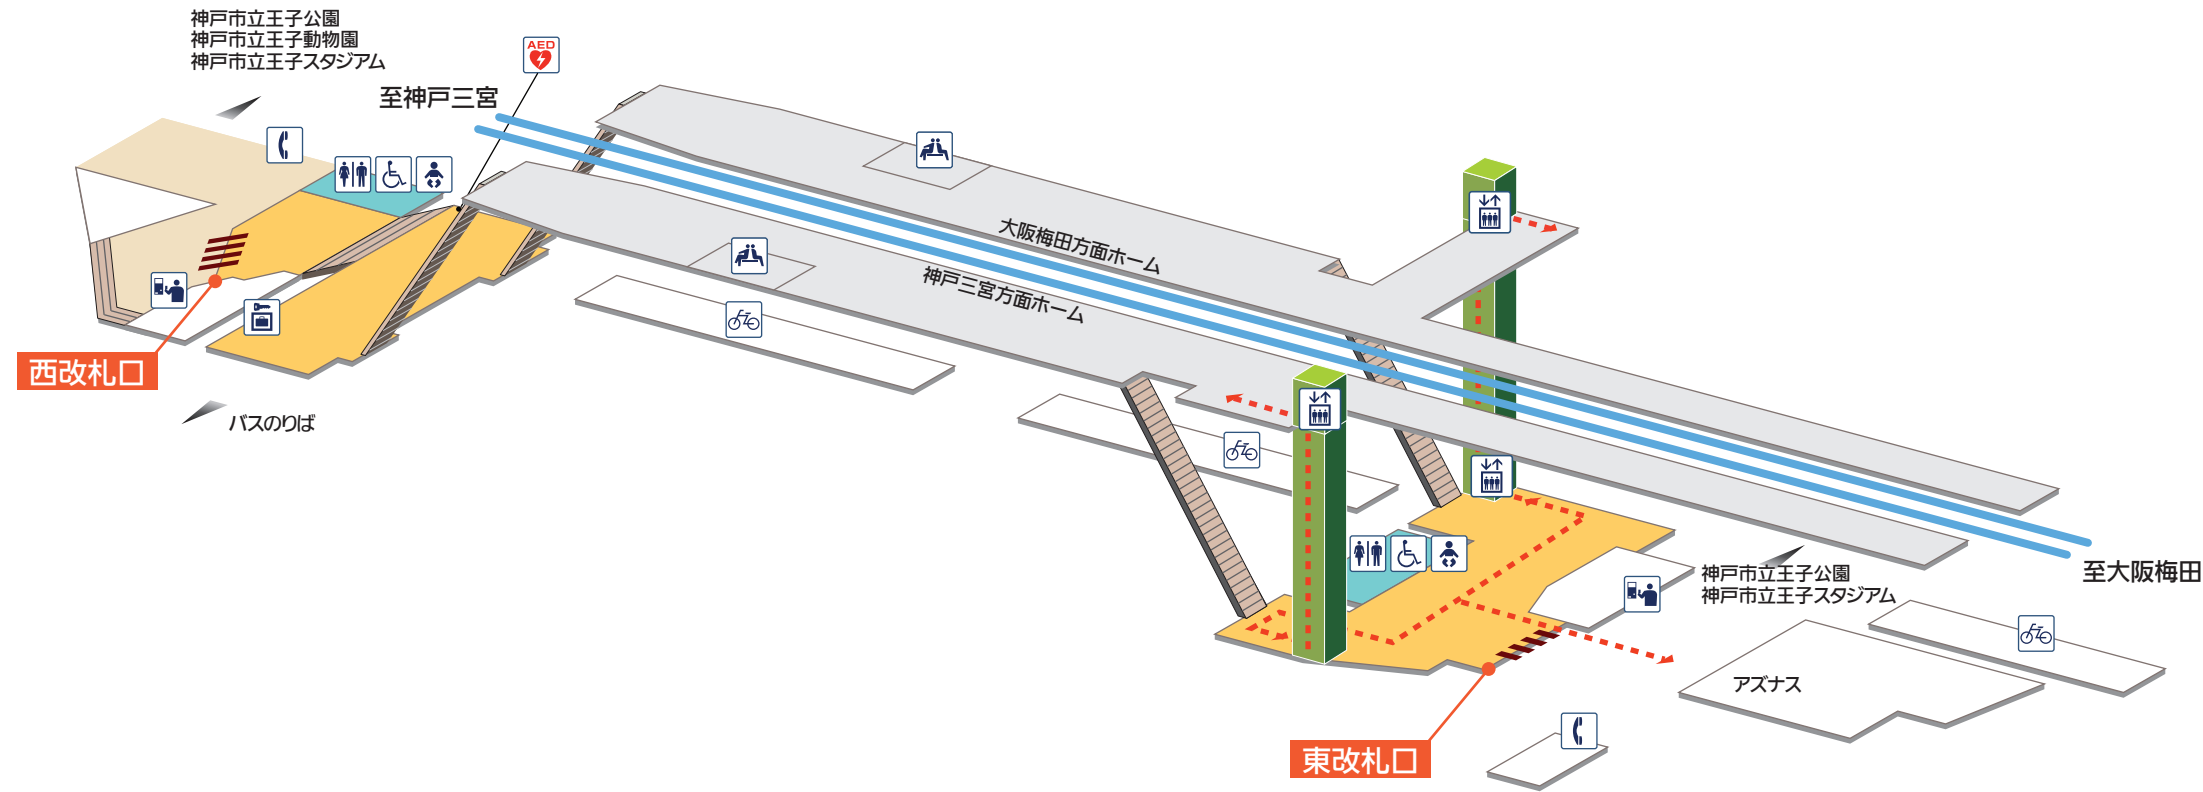 神戸市立王子公園
神戸市立王子動物園
神戸市立王子スタジアム
AED
至神戸三宮
大阪梅田方面ホーム
神戸三宮方面ホーム
西改札口
バスのりば
至大阪梅田
神戸市立王子公園
神戸市立王子スタジアム
アズナス
東改札口